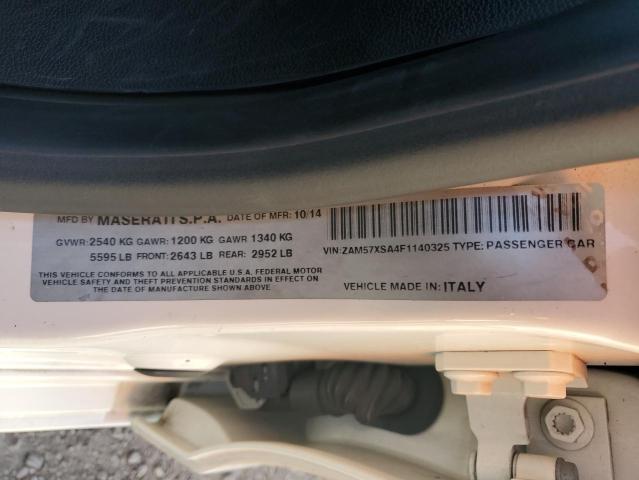 MFD BY MASERATI S.P.A. DATE OF MFR: 10/14
GVWR: 2540 KG GAWR: 1200 KG GAWR 1340 KG
5595 LB FRONT: 2643 LB REAR: 2952 LB
THIS VEHICLE CONFORMS TO ALL APPLICABLE U.S.A. FEDERAL MOTOR
VEHICLE SAFETY AND THEFT PREVENTION STANDARDS IN EFFECT ON
THE DATE OF MANUFACTURE SHOWN ABOVE
VIN: ZAM57XSA4F1140325 TYPE: PASSENGER CAR
VEHICLE MADE IN: ITALY